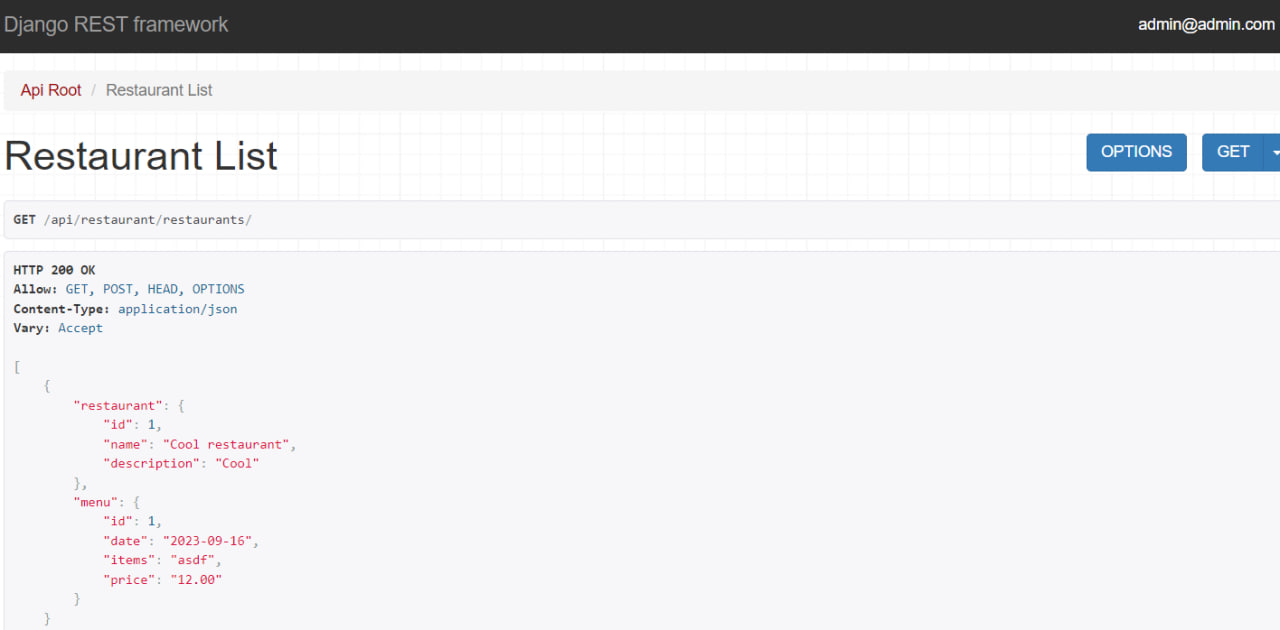 Django REST framework
admin@admin.com
Api Root / Restaurant List
Restaurant List
OPTIONS
GET
GET /api/restaurant/restaurants/
HTTP 200 OK
Allow: GET, POST, HEAD, OPTIONS
Content-Type: application/json
Vary: Accept
[
    {
        "restaurant": {
            "id": 1,
            "name": "Cool restaurant",
            "description": "Cool"
        },
        "menu": {
            "id": 1,
            "date": "2023-09-16",
            "items": "asdf",
            "price": "12.00"
        }
    }